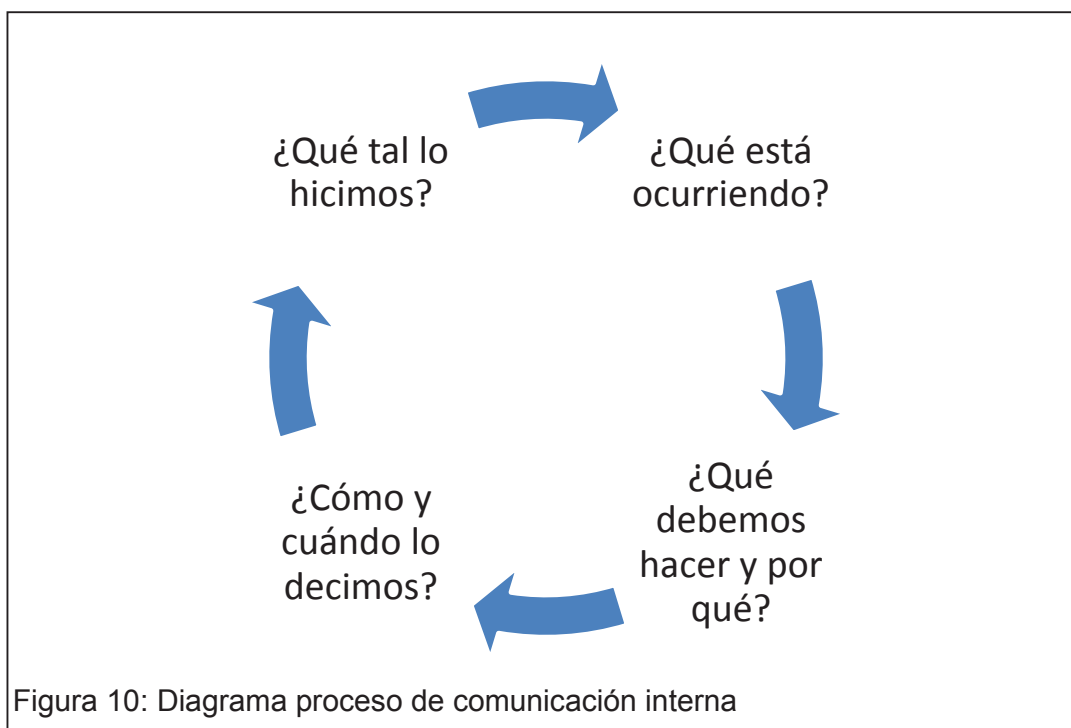 ¿Qué tal lo
hicimos?
¿Qué está
ocurriendo?
¿Qué
debemos
hacer y por
qué?
¿Cómo y
cuándo lo
decimos?
Figura 10: Diagrama proceso de comunicación interna